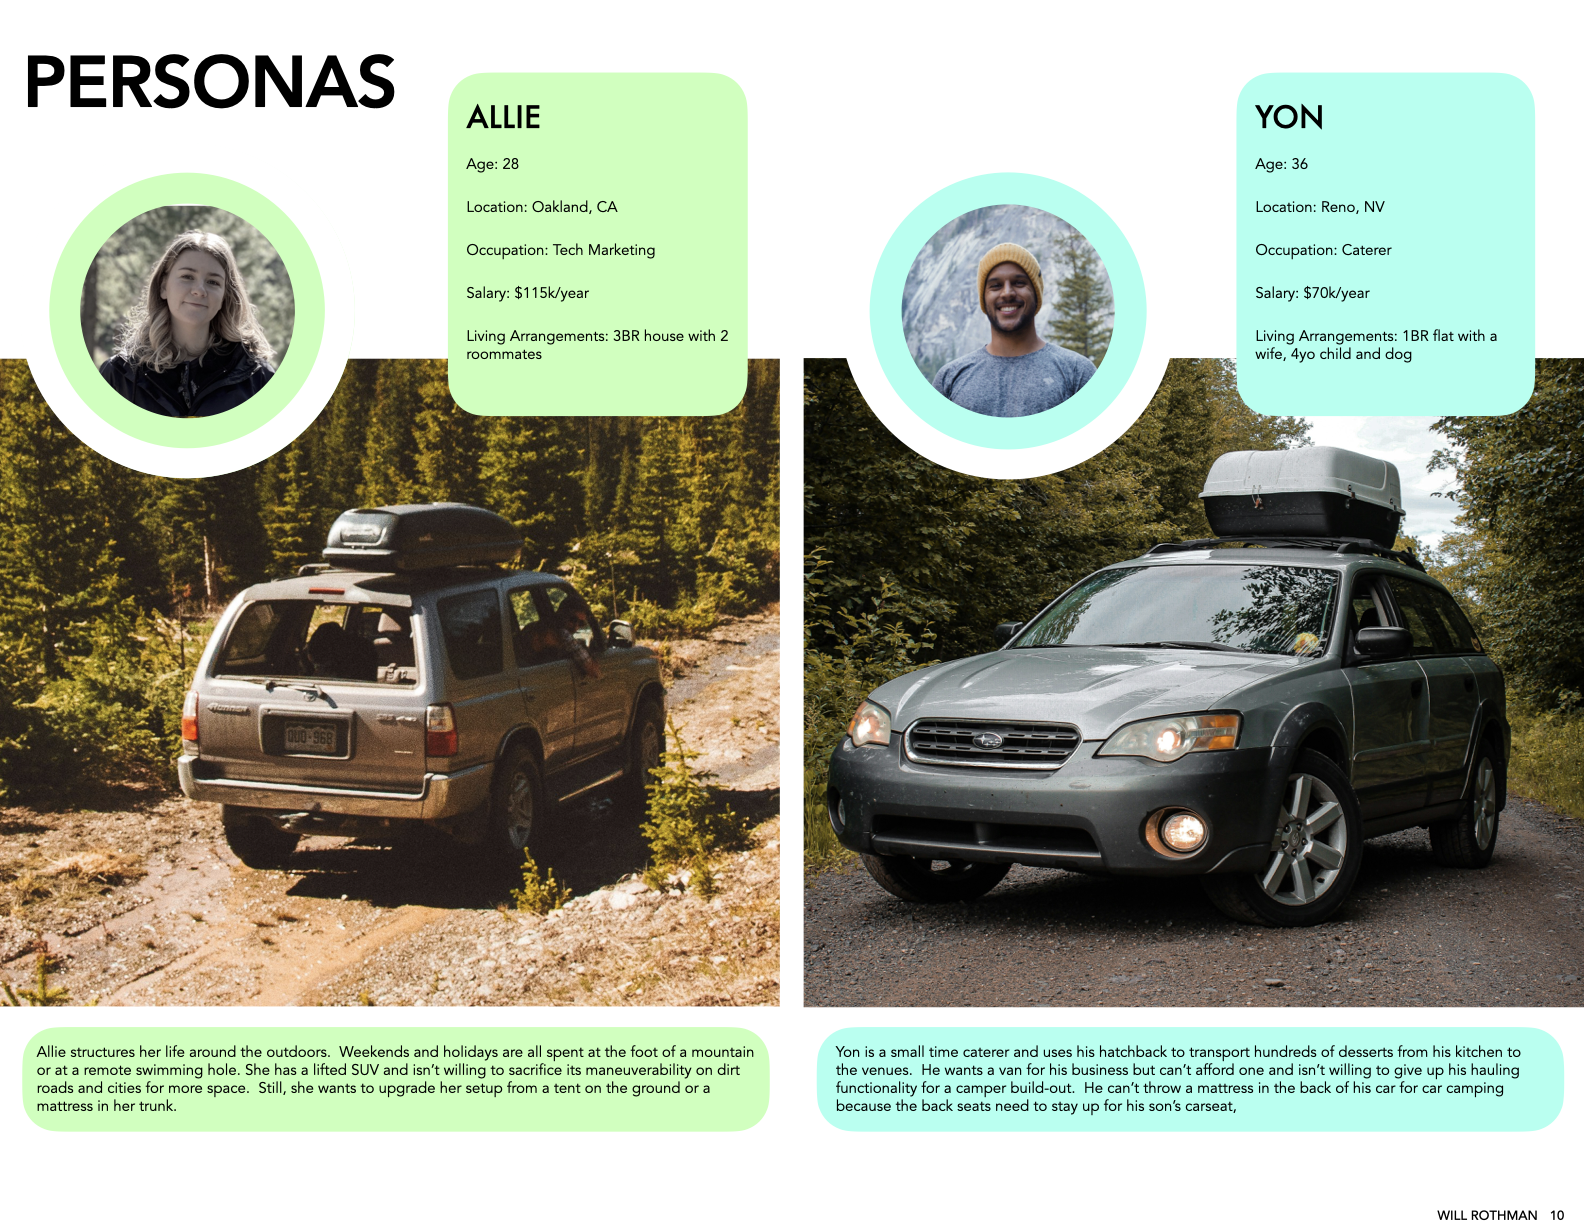 PERSONAS
ALLIE
Age: 28
Location: Oakland, CA
Occupation: Tech Marketing
Salary: $115k/year
Living Arrangements: 3BR house with 2
roommates
YON
Age: 36
Location: Reno, NV
Occupation: Caterer
Salary: $70k/year
Living Arrangements: 1BR flat with a
wife, 4yo child and dog
Allie structures her life around the outdoors.  Weekends and holidays are all spent at the foot of a mountain
or at a remote swimming hole. She has a lifted SUV and isn't willing to sacrifice its maneuverability on dirt
roads and cities for more space.  Still, she wants to upgrade her setup from a tent on the ground or a
mattress in her trunk.
Yon is a small time caterer and uses his hatchback to transport hundreds of desserts from his kitchen to
the venues.  He wants a van for his business but can't afford one and isn't willing to give up his hauling
functionality for a camper build-out.  He can't throw a mattress in the back of his car for car camping
because the back seats need to stay up for his son's carseat,
WILL ROTHMAN 10